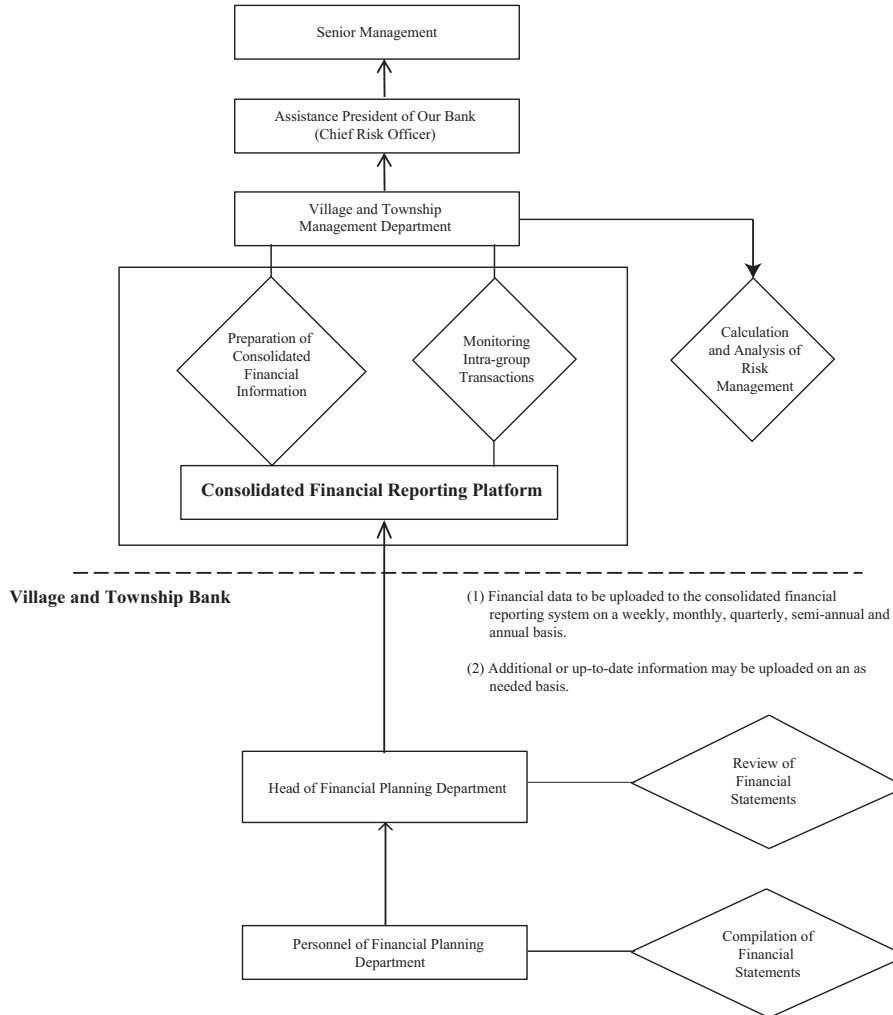 Senior Management
Assistance President of Our Bank
(Chief Risk Officer)
Village and Township
Management Department
Preparation of
Consolidated
Financial
Information
Monitoring
Intra-group
Transactions
Calculation
and Analysis of
Risk
Management
Consolidated Financial Reporting Platform
Village and Township Bank
(1) Financial data to be uploaded to the consolidated financial
reporting system on a weekly, monthly, quarterly, semi-annual and
annual basis.
(2) Additional or up-to-date information may be uploaded on an as
needed basis.
Head of Financial Planning Department
Review of
Financial
Statements
Personnel of Financial Planning
Department
Compilation of
Financial
Statements